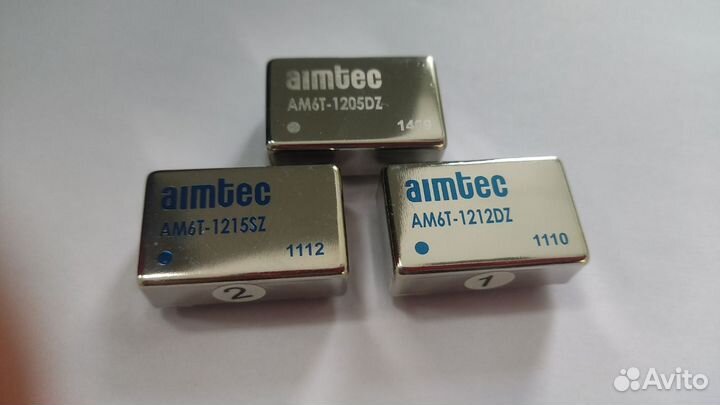 aimtec
AM6T-1205DZ
aimtec
AM6T-1215SZ
1112
2
aimtec
AM6T-1212DZ
1110
1
Avito